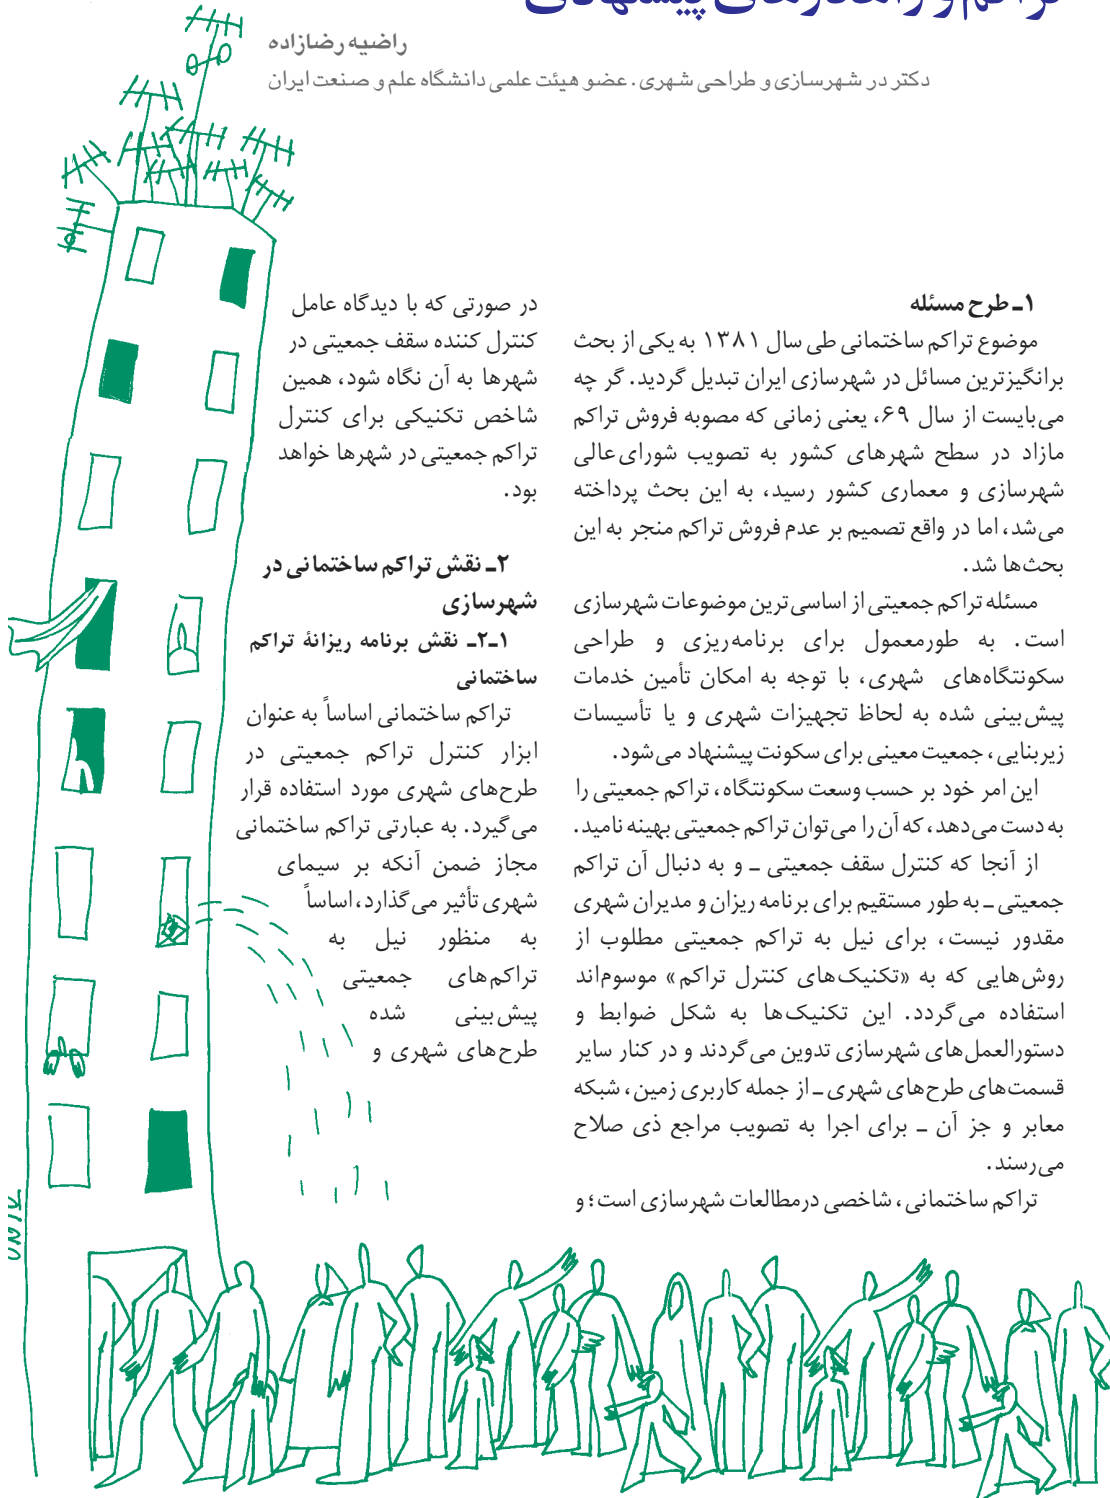 تراکم و راهکارهای پیشنهادی
راضیه رضازاده
دکتر در شهرسازی و طراحی شهری . عضو هیئت علمی دانشگاه علم و صنعت ایران
۱ـ طرح مسئله
موضوع تراکم ساختمانی طی سال ۱۳۸۱ به یکی از بحث
برانگیزترین مسائل در شهرسازی ایران تبدیل گردید. گر چه
می‌بایست از سال ۶۹، یعنی زمانی که مصوبه فروش تراکم
مازاد در سطح شهرهای کشور به تصویب شورای عالی
شهرسازی و معماری کشور رسید، به این بحث پرداخته
می‌شد، اما در واقع تصمیم بر عدم فروش تراکم منجر به این
بحث‌ها شد.
مسئله تراکم جمعیتی از اساسی‌ترین موضوعات شهرسازی
است. به طورمعمول برای برنامه‌ریزی و طراحی
سکونتگاه‌های شهری، با توجه به امکان تأمین خدمات
پیش‌بینی شده به لحاظ تجهیزات شهری و یا تأسیسات
زیربنایی، جمعیت معینی برای سکونت پیشنهاد می‌شود.
این امر خود بر حسب وسعت سکونتگاه، تراکم جمعیتی را
به دست می‌دهد، که آن را می‌توان تراکم جمعیتی بهینه نامید.
از آنجا که کنترل سقف جمعیتی ـ و به دنبال آن تراکم
جمعیتی ـ به طور مستقیم برای برنامه ریزان و مدیران شهری
مقدور نیست، برای نیل به تراکم جمعیتی مطلوب از
روش‌هایی که به «تکنیک‌های کنترل تراکم» موسوم‌اند
استفاده می‌گردد. این تکنیک‌ها به شکل ضوابط و
دستورالعمل‌های شهرسازی تدوین می‌گردند و در کنار سایر
قسمت‌های طرح‌های شهری ـ از جمله کاربری زمین، شبکه
معابر و جز آن ـ برای اجرا به تصویب مراجع ذی صلاح
می‌رسند.
تراکم ساختمانی، شاخصی درمطالعات شهرسازی است؛ و
در صورتی که با دیدگاه عامل
کنترل کننده سقف جمعیتی در
شهرها به آن نگاه شود، همین
شاخص تکنیکی برای کنترل
تراکم جمعیتی در شهرها خواهد
بود.
۲ـ نقش تراکم ساختمانی در
شهرسازی
۲ـ۱ـ نقش برنامه ریزانهٔ تراکم
ساختمانی
تراکم ساختمانی اساساً به عنوان
ابزار کنترل تراکم جمعیتی در
طرح‌های شهری مورد استفاده قرار
می‌گیرد. به عبارتی تراکم ساختمانی
مجاز ضمن آنکه بر سیمای
شهری تأثیر می‌گذارد، اساساً
به منظور نیل به
تراکم‌های جمعیتی
پیش‌بینی شده
طرح‌های شهری و